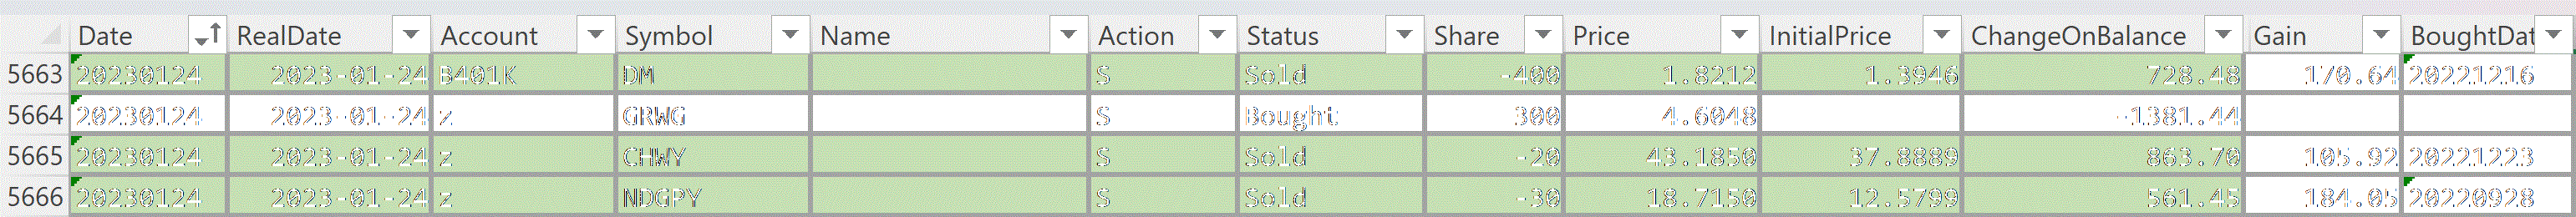 Date RealDate Account Symbol Name Action Status Share Price InitialPrice ChangeOnBalance Gain BoughtDat
5663 20230124 2023-01-24 B401K DM S Sold -400 1.8212 1.3946 728.48 170.64 20221216
5664 20230124 2023-01-24 z GRWG S Bought 300 4.6048 -1381.44
5665 20230124 2023-01-24 z CHWY S Sold -20 43.1850 37.8889 863.70 105.92 20221223
5666 20230124 2023-01-24 z NDGPY S Sold -30 18.7150 12.5799 561.45 184.05 20220928